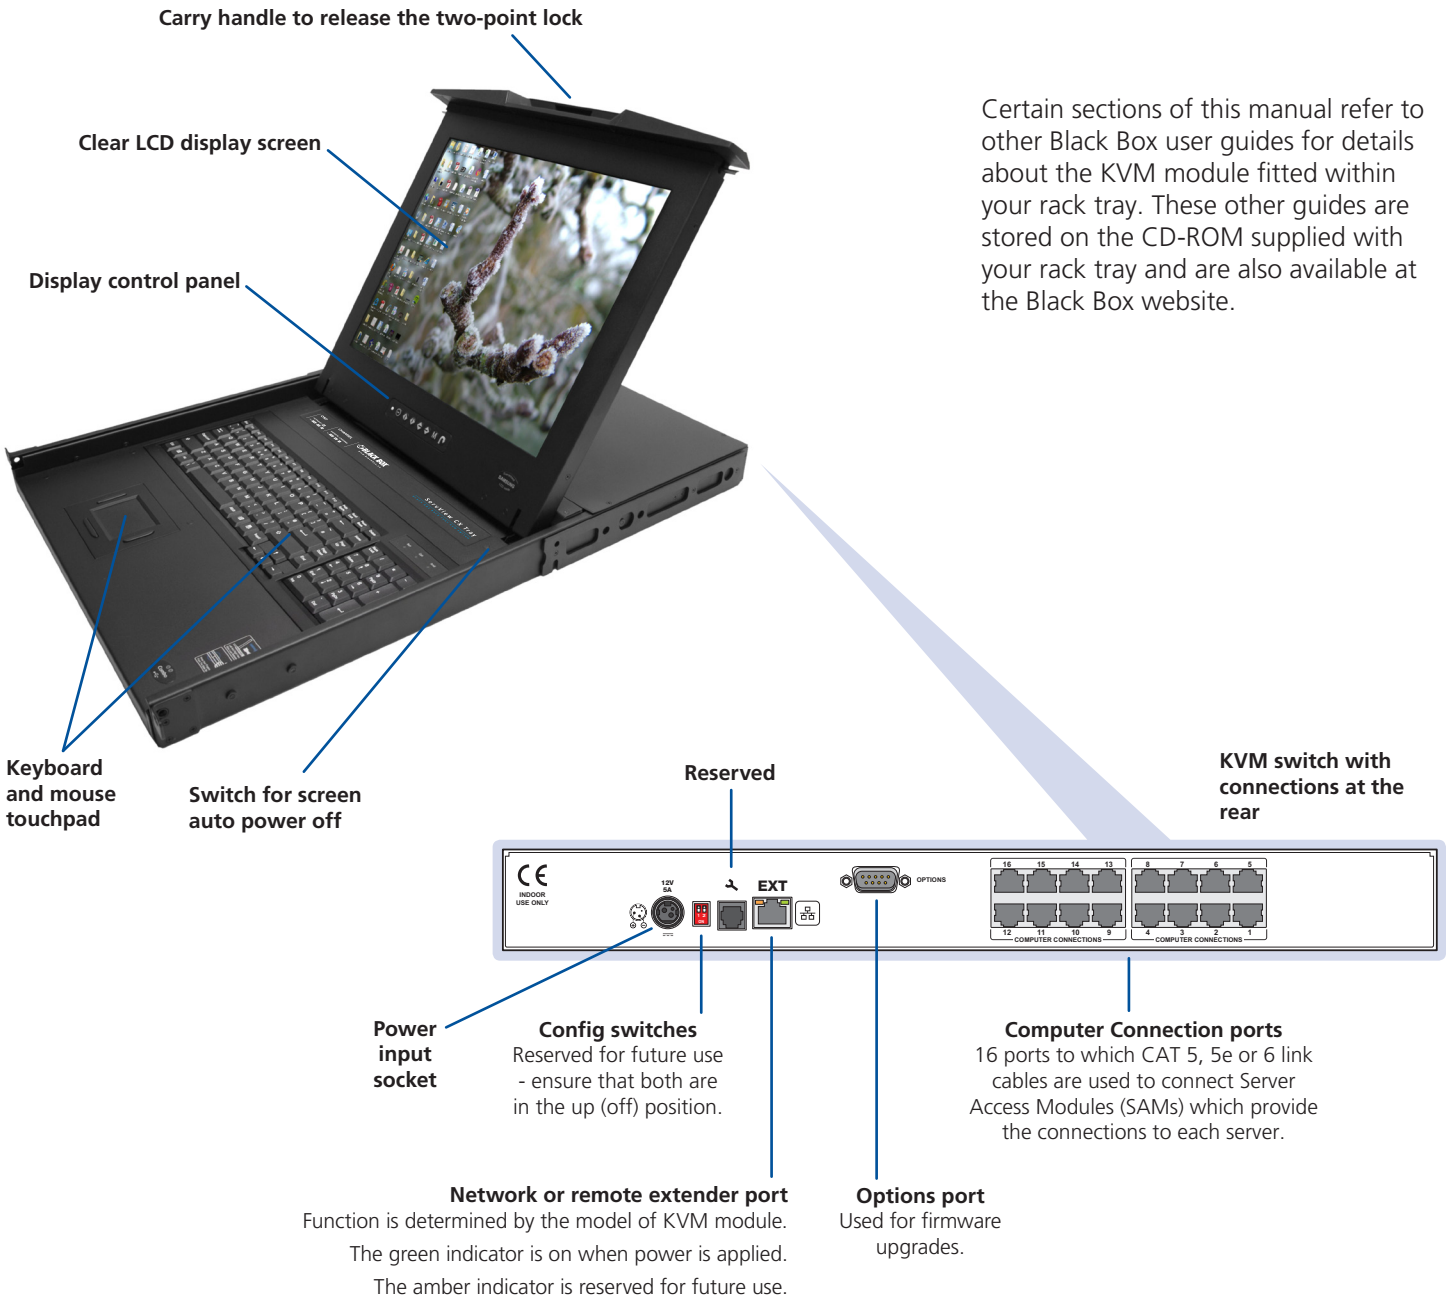 Carry handle to release the two-point lock
Clear LCD display screen
Display control panel
Certain sections of this manual refer to
other Black Box user guides for details
about the KVM module fitted within
your rack tray. These other guides are
stored on the CD-ROM supplied with
your rack tray and are also available at
the Black Box website.
BLACK BOX
SAMSUNG
ServView CX Tray
Keyboard
and mouse
touchpad
Switch for screen
auto power off
Reserved
KVM switch with
connections at the
rear
CE
INDOOR
USE ONLY
12V
5A
EXT
OPTIONS
16 15 14 13
8 7 6 5
12 11 10 9
COMPUTER CONNECTIONS
4 3 2 1
COMPUTER CONNECTIONS
Power
input
socket
Config switches
Reserved for future use
- ensure that both are
in the up (off) position.
Computer Connection ports
16 ports to which CAT 5, 5e or 6 link
cables are used to connect Server
Access Modules (SAMs) which provide
the connections to each server.
Network or remote extender port
Function is determined by the model of KVM module.
The green indicator is on when power is applied.
The amber indicator is reserved for future use.
Options port
Used for firmware
upgrades.